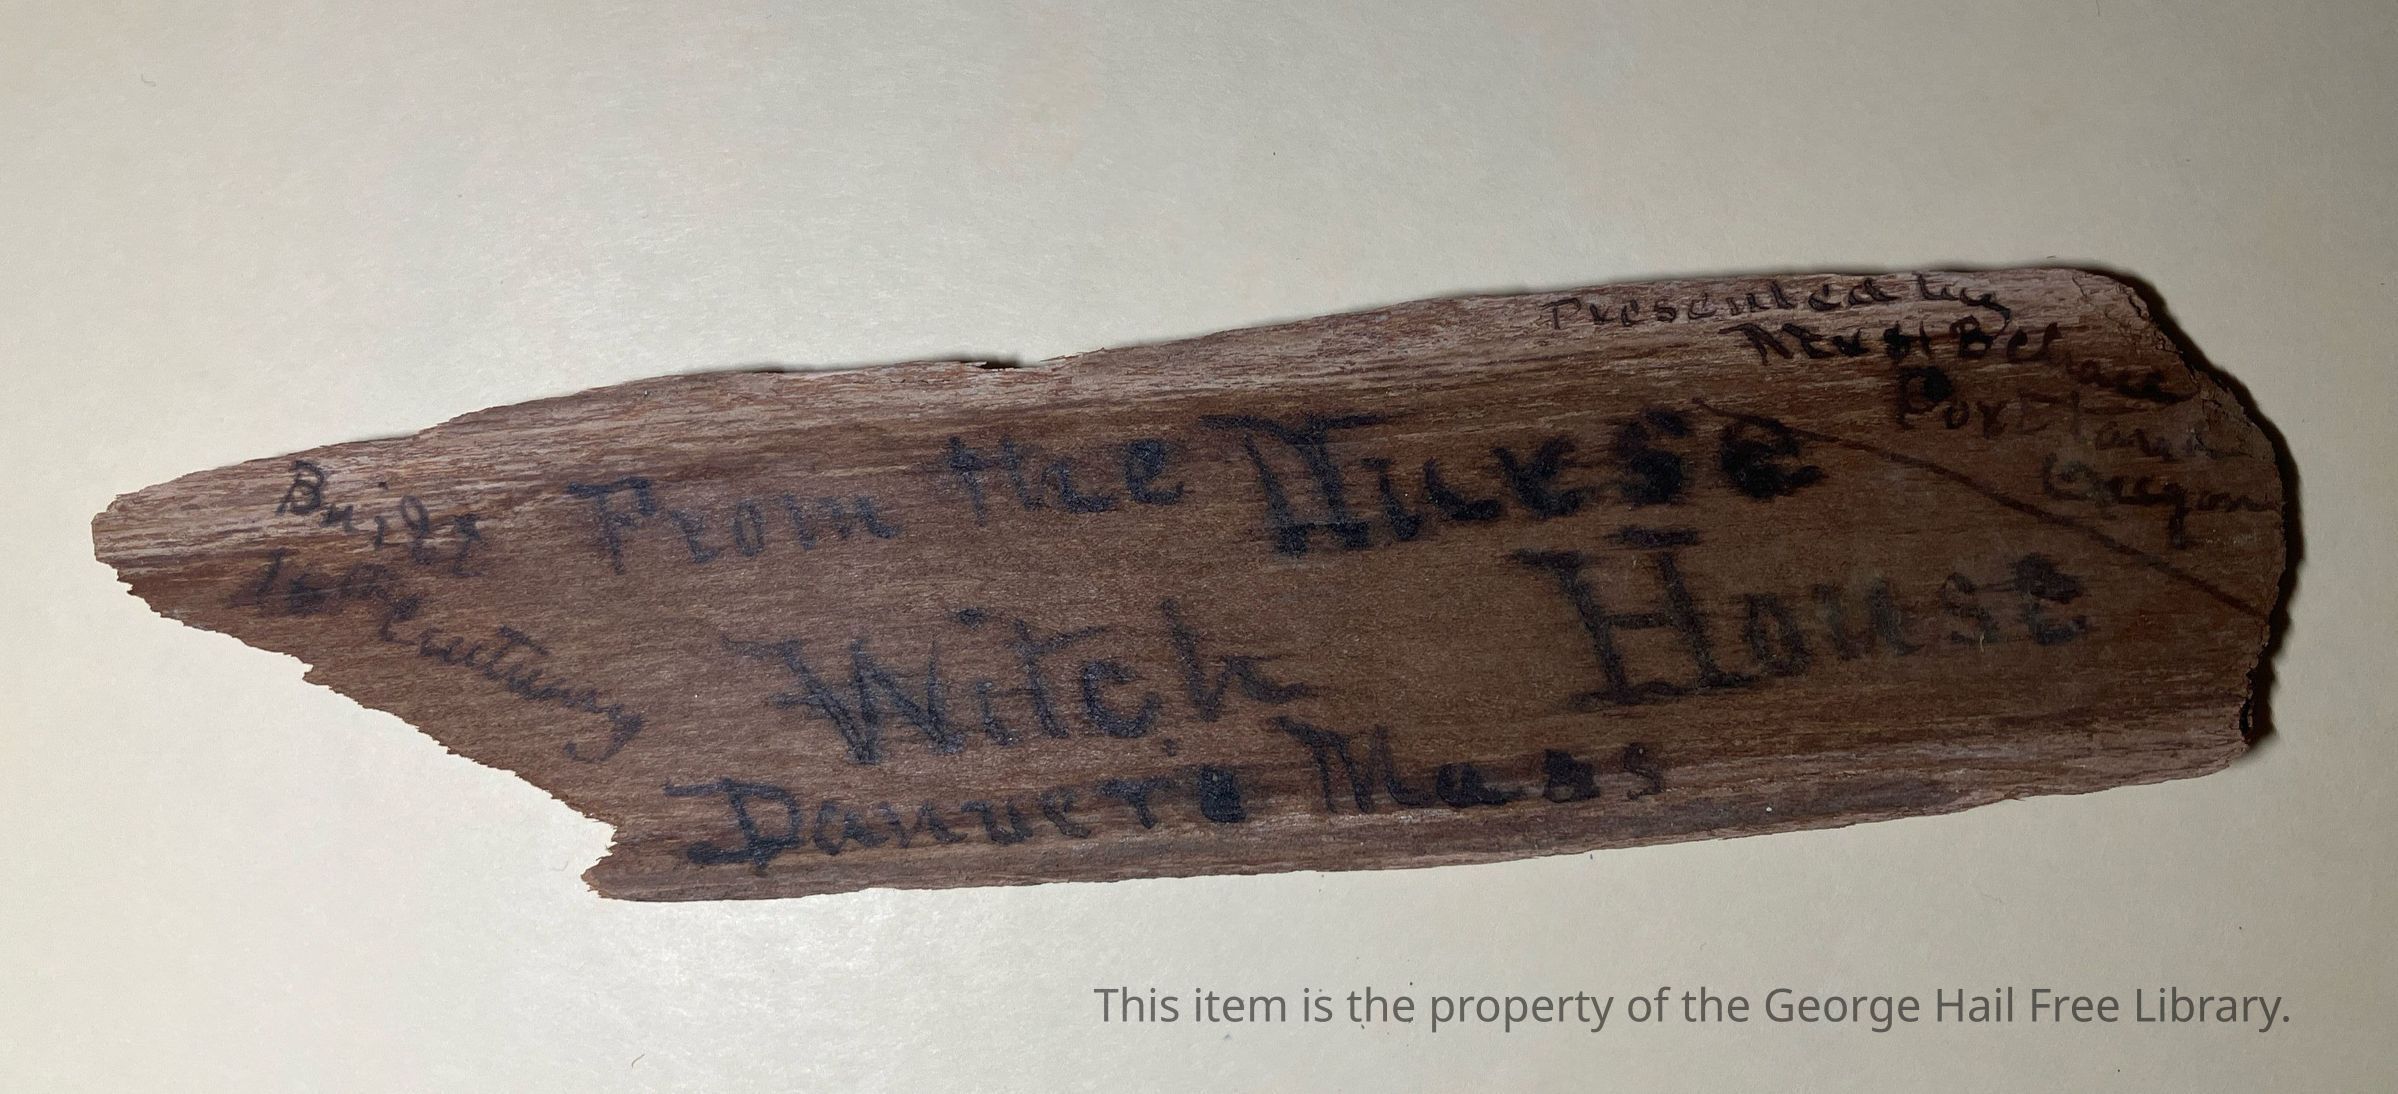 Presented by
Mrs
Portland
Oregon
Built
From the Nurse
Century
Witch House
Danvers Mass
This item is the property of the George Hail Free Library.